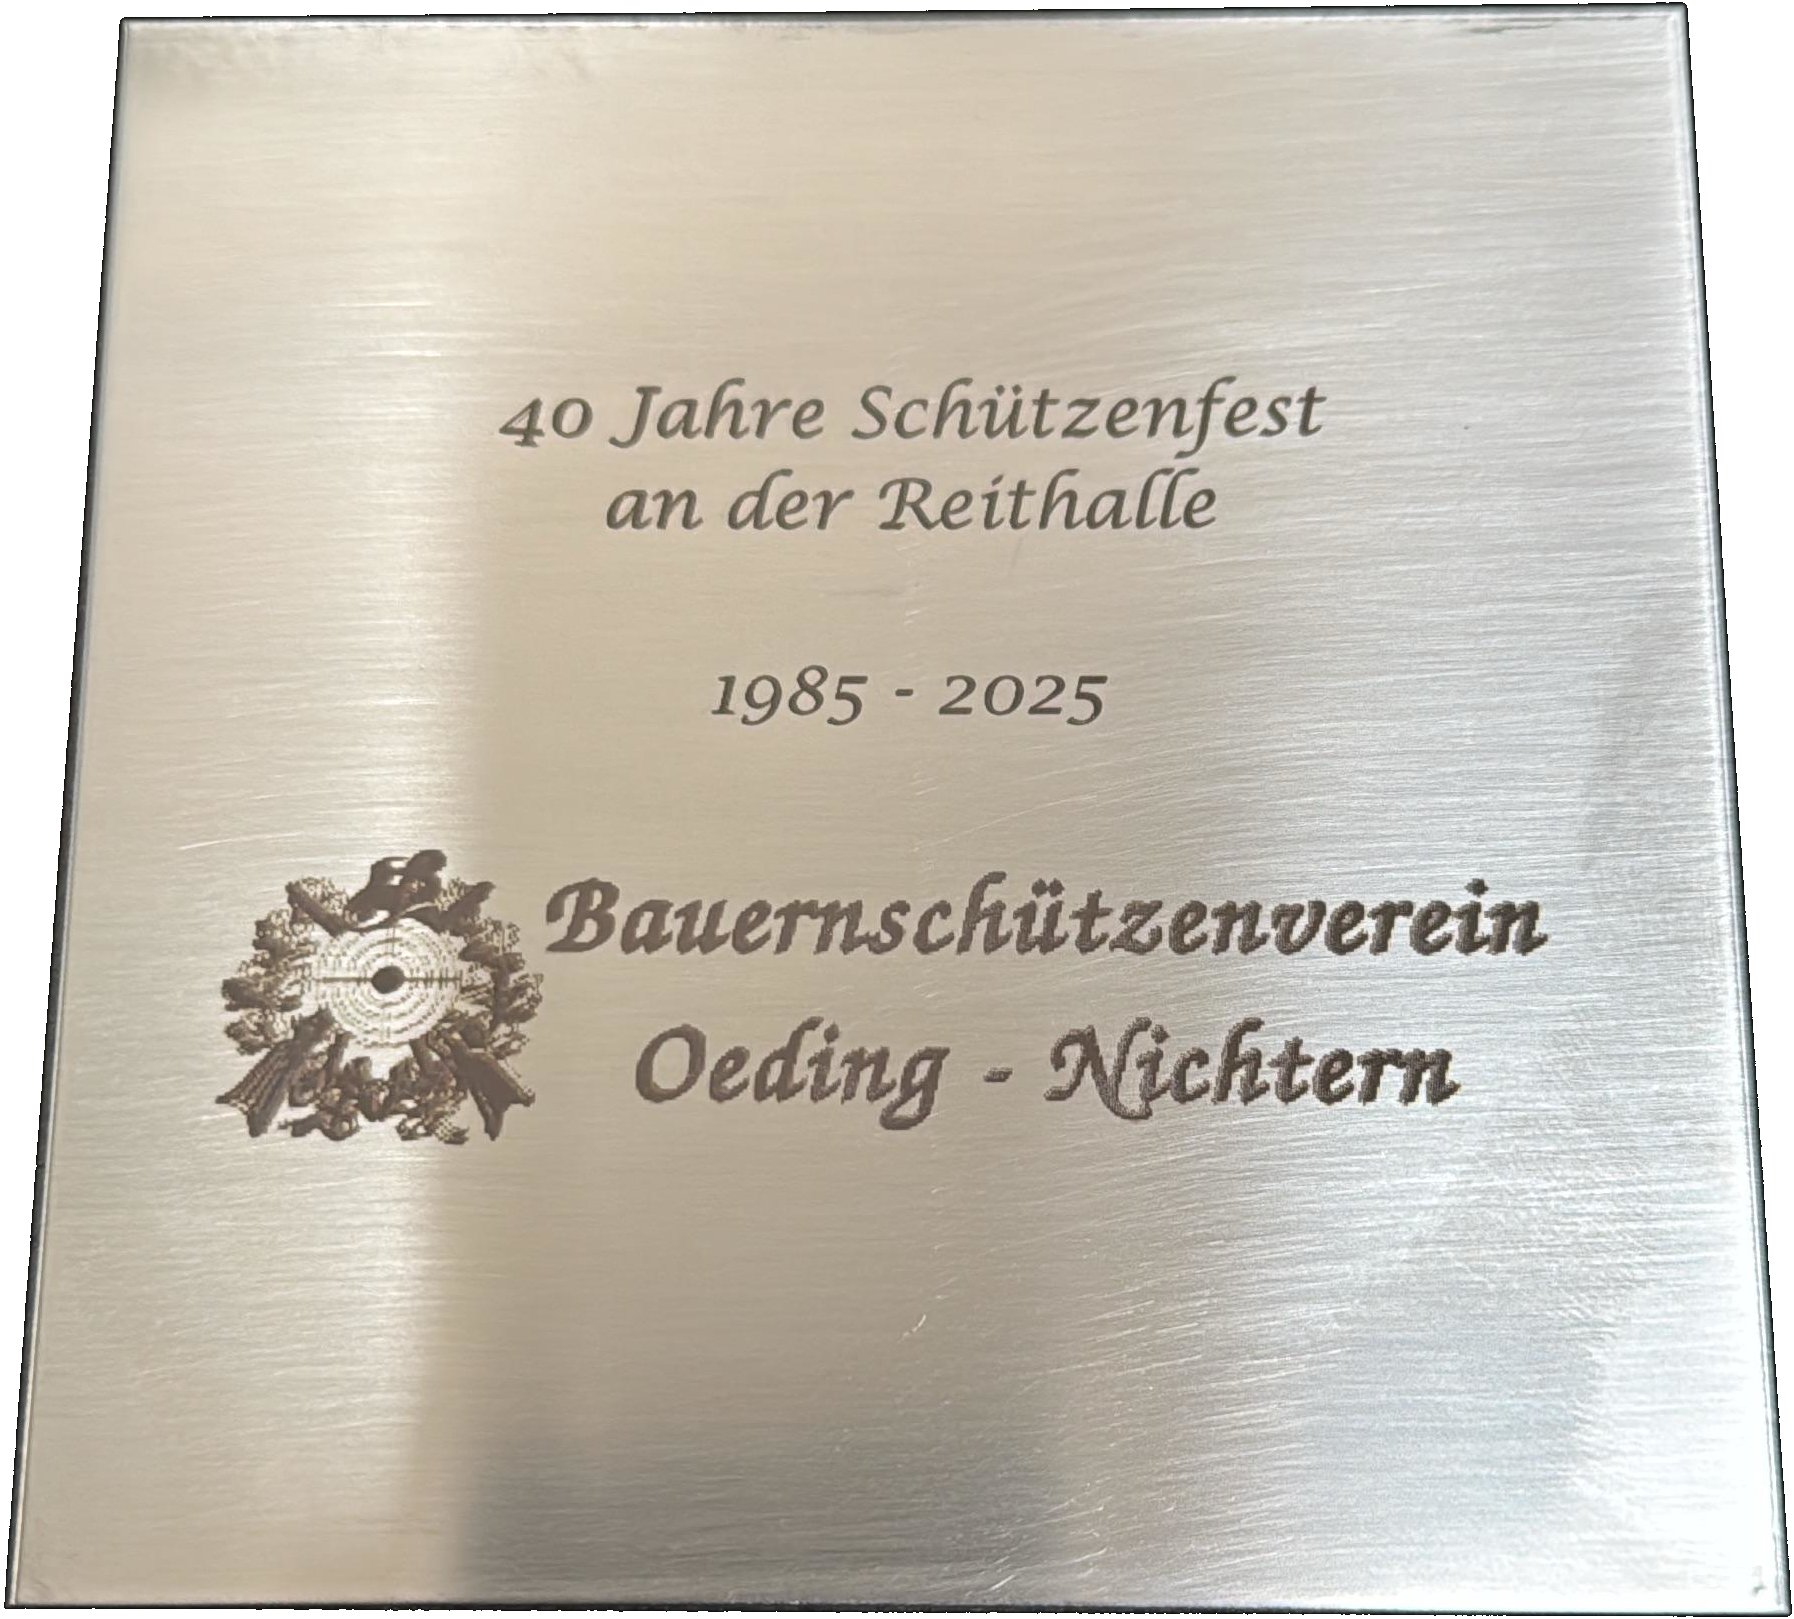 40 Jahre Schützenfest
an der Reithalle
1985 - 2025
Bauernschützenverein
Oeding - Nichtern